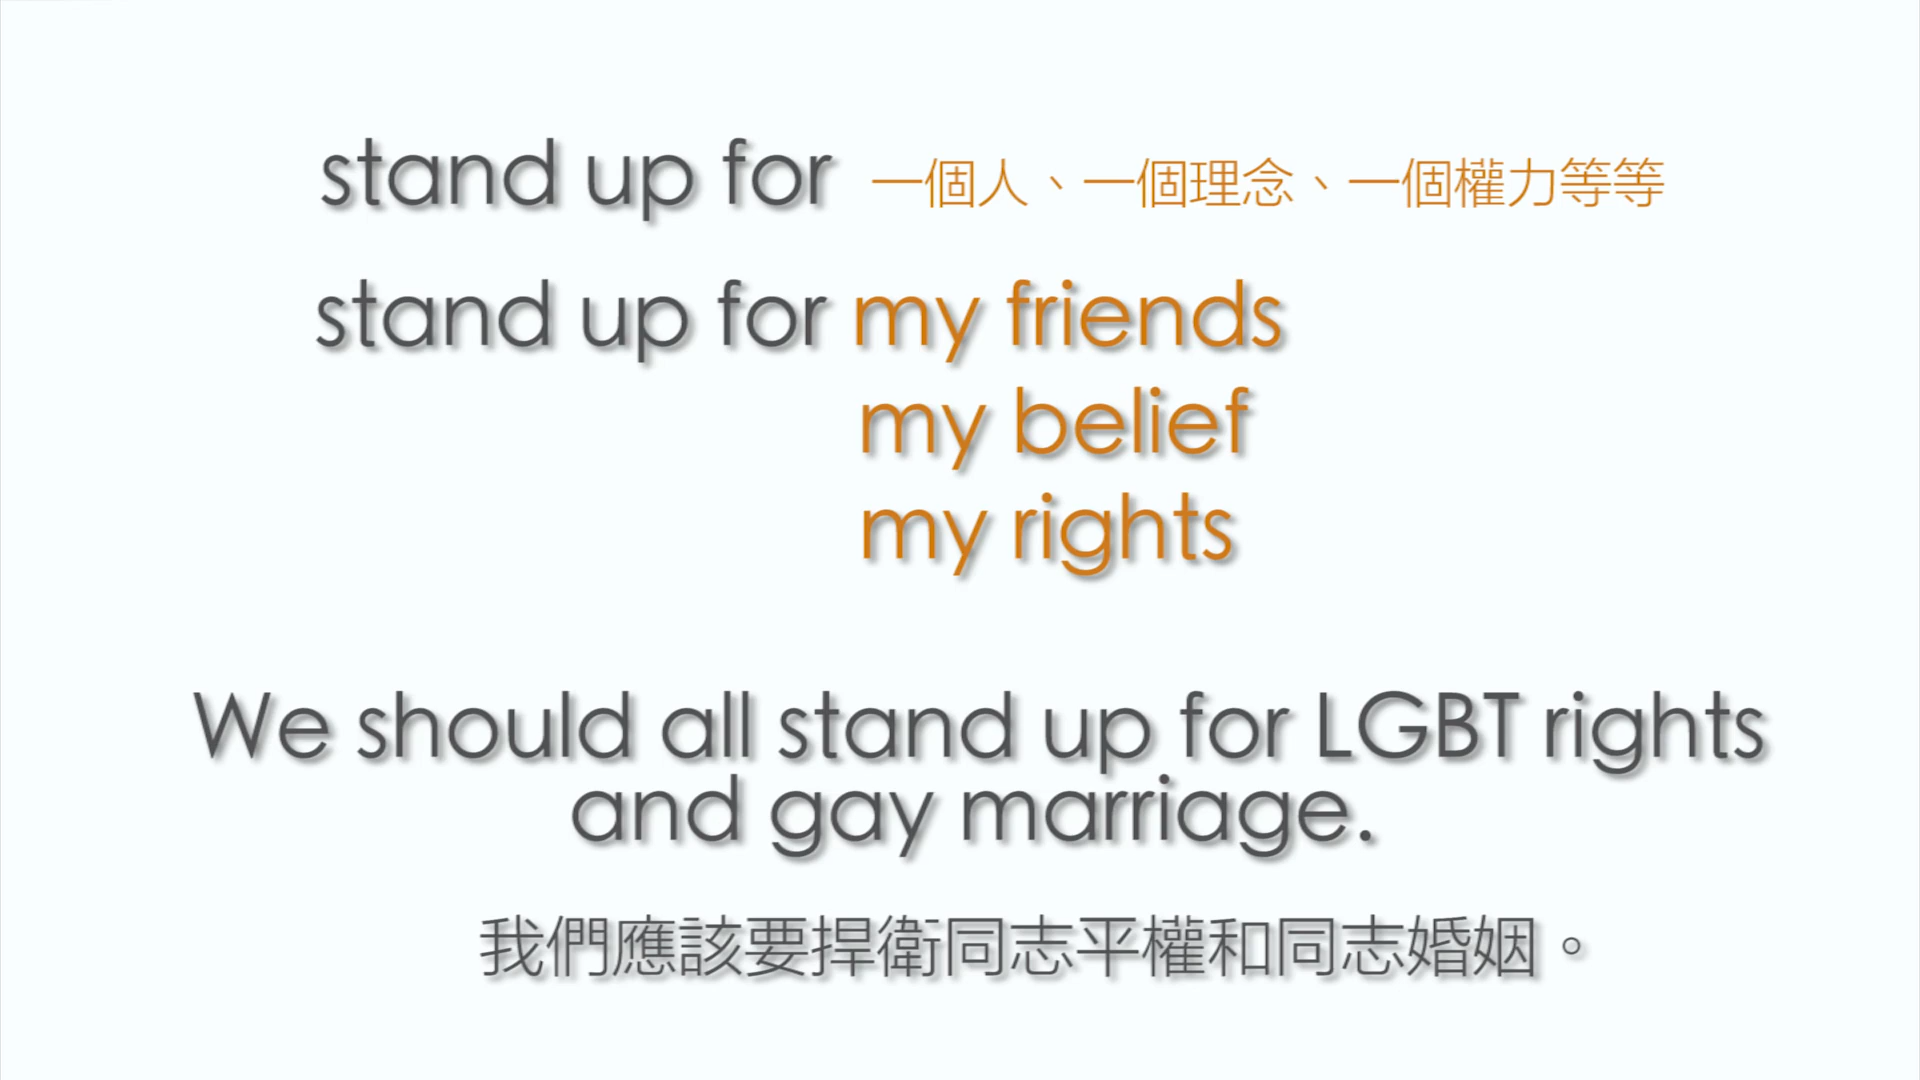 stand up for 一個人、一個理念、一個權力等等
stand up for my friends
my belief
my rights
We should all stand up for LGBT rights
and gay marriage.
我們應該要捍衛同志平權和同志婚姻。